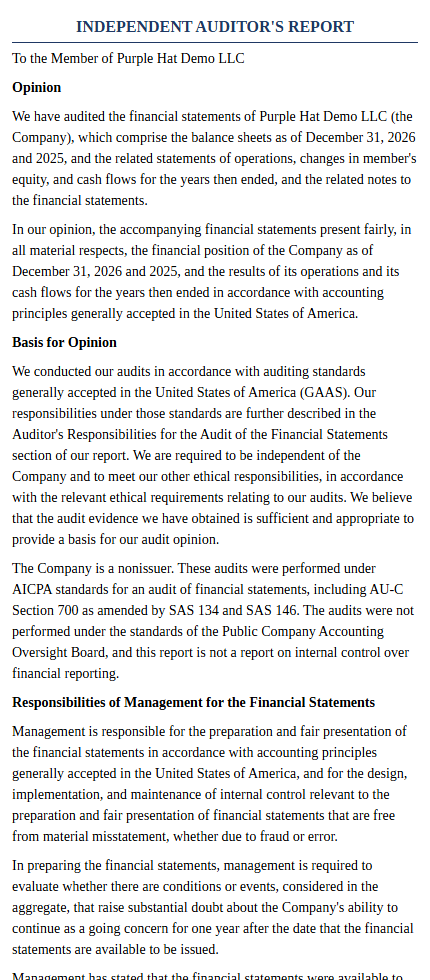 INDEPENDENT AUDITOR'S REPORT
To the Member of Purple Hat Demo LLC
Opinion
We have audited the financial statements of Purple Hat Demo LLC (the
Company), which comprise the balance sheets as of December 31, 2026
and 2025, and the related statements of operations, changes in member's
equity, and cash flows for the years then ended, and the related notes to
the financial statements.
In our opinion, the accompanying financial statements present fairly, in
all material respects, the financial position of the Company as of
December 31, 2026 and 2025, and the results of its operations and its
cash flows for the years then ended in accordance with accounting
principles generally accepted in the United States of America.
Basis for Opinion
We conducted our audits in accordance with auditing standards
generally accepted in the United States of America (GAAS). Our
responsibilities under those standards are further described in the
Auditor's Responsibilities for the Audit of the Financial Statements
section of our report. We are required to be independent of the
Company and to meet our other ethical responsibilities, in accordance
with the relevant ethical requirements relating to our audits. We believe
that the audit evidence we have obtained is sufficient and appropriate to
provide a basis for our audit opinion.
The Company is a nonissuer. These audits were performed under
AICPA standards for an audit of financial statements, including AU-C
Section 700 as amended by SAS 134 and SAS 146. The audits were not
performed under the standards of the Public Company Accounting
Oversight Board, and this report is not a report on internal control over
financial reporting.
Responsibilities of Management for the Financial Statements
Management is responsible for the preparation and fair presentation of
the financial statements in accordance with accounting principles
generally accepted in the United States of America, and for the design,
implementation, and maintenance of internal control relevant to the
preparation and fair presentation of financial statements that are free
from material misstatement, whether due to fraud or error.
In preparing the financial statements, management is required to
evaluate whether there are conditions or events, considered in the
aggregate, that raise substantial doubt about the Company's ability to
continue as a going concern for one year after the date that the financial
statements are available to be issued.
Management has stated that the financial statements were available to